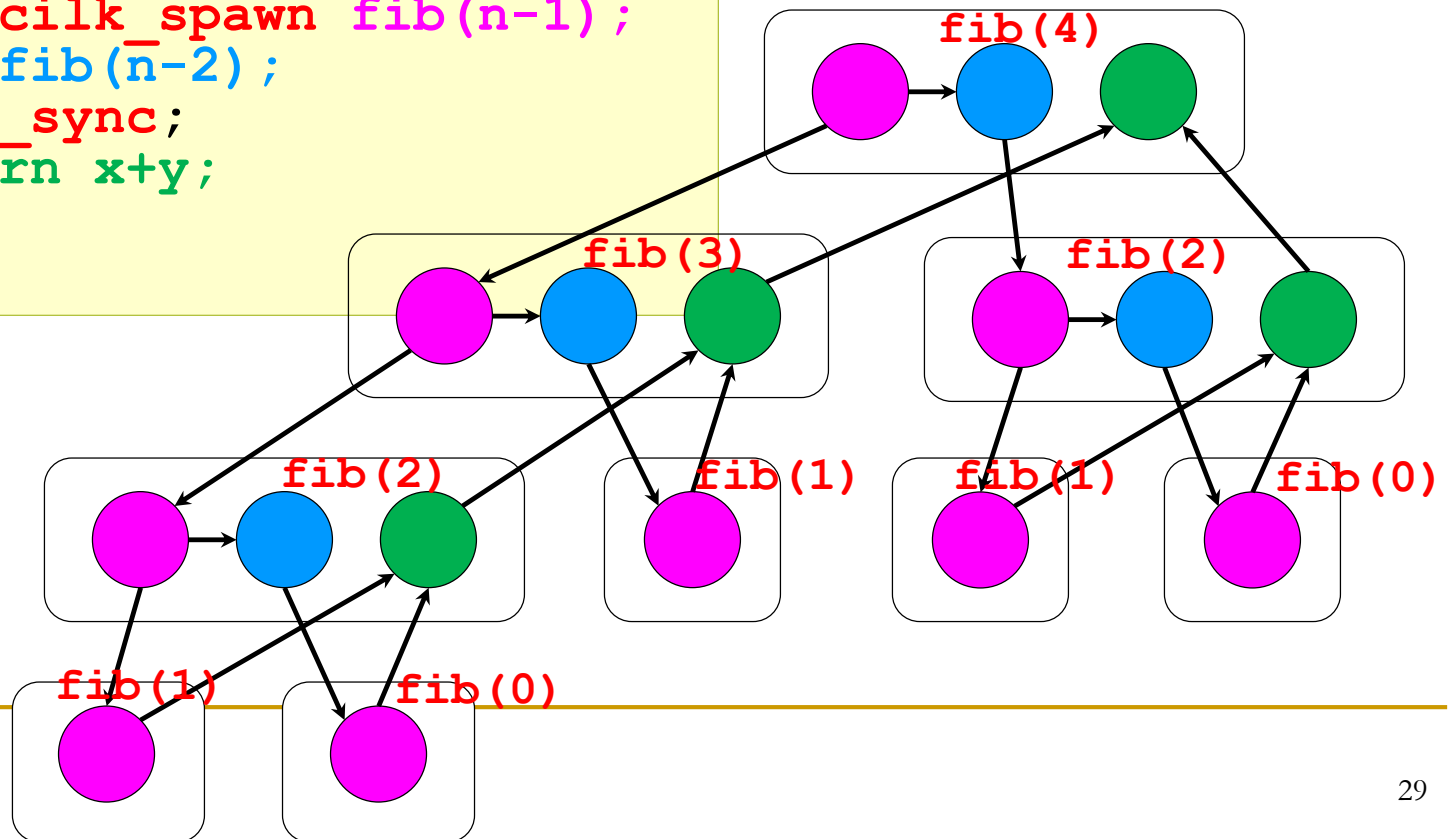 cilk_spawn fib(n-1);
fib(n-2);
_sync;
rn x+y;
fib(4)
fib(3)
fib(2)
fib(2)
fib(1)
fib(1)
fib(0)
fib(1)
fib(0)
29